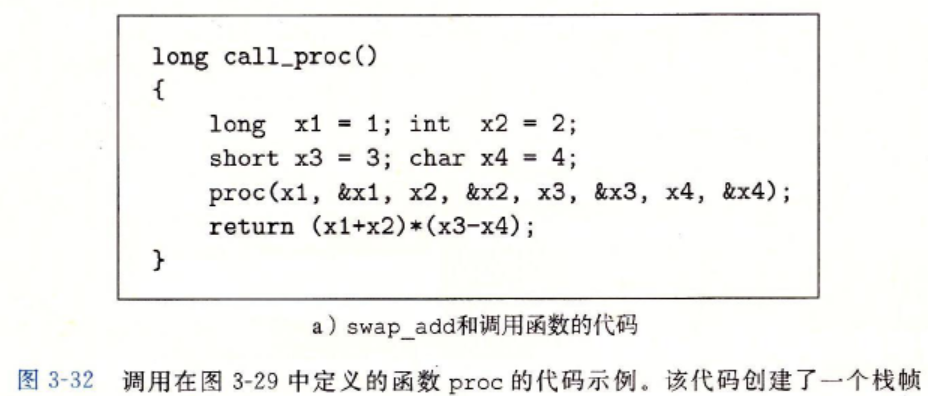 long call_proc()
{
    long  x1 = 1; int  x2 = 2;
    short x3 = 3; char x4 = 4;
    proc(x1, &x1, x2, &x2, x3, &x3, x4, &x4);
    return (x1+x2)*(x3-x4);
}
a）swap_add和调用函数的代码
图 3-32 调用在图 3-29 中定义的函数 proc 的代码示例。该代码创建了一个栈帧